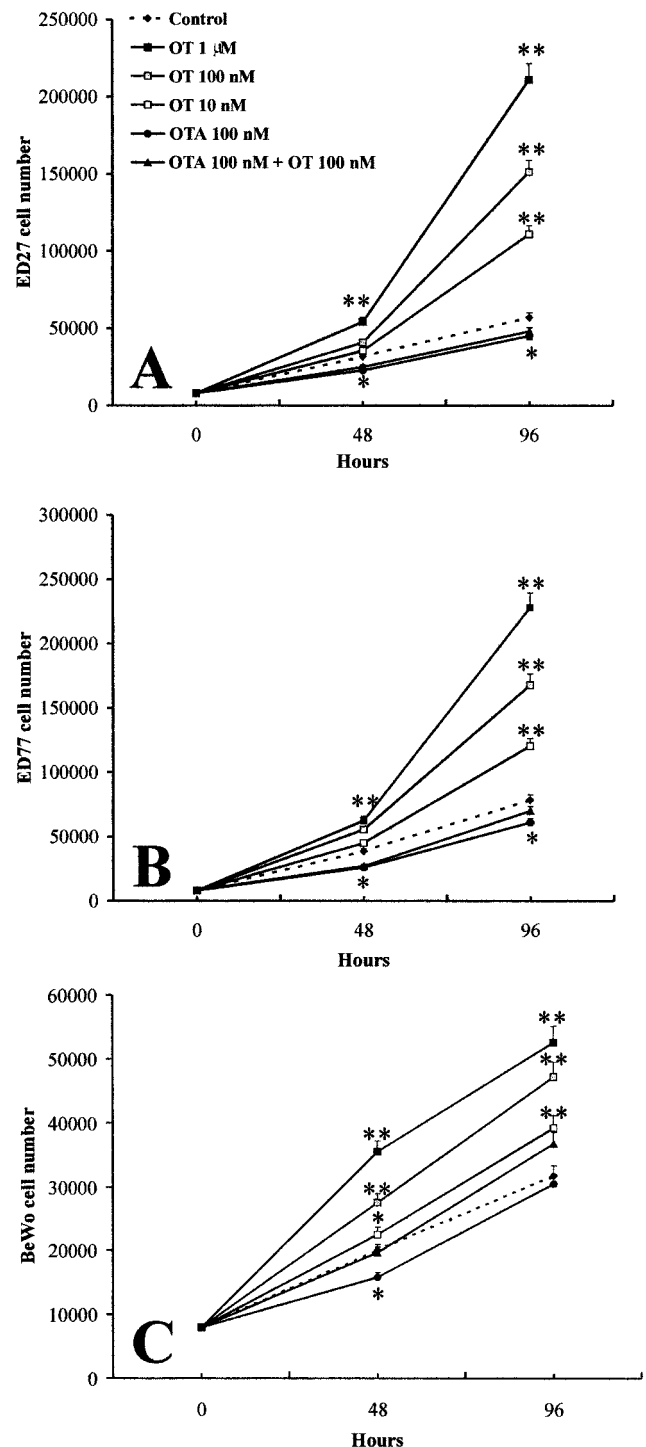 250000
200000
150000
100000
50000
0
ED27 cell number
Control
OT 1 µM
OT 100 nM
OT 10 nM
OTA 100 nM
OTA 100 nM + OT 100 nM
**
**
**
**
*
*
A
0 48 96
Hours
300000
250000
200000
150000
100000
50000
0
ED77 cell number
**
**
**
**
*
*
B
0 48 96
Hours
60000
50000
40000
30000
20000
10000
0
BeWo cell number
**
**
**
**
**
*
*
C
0 48 96
Hours